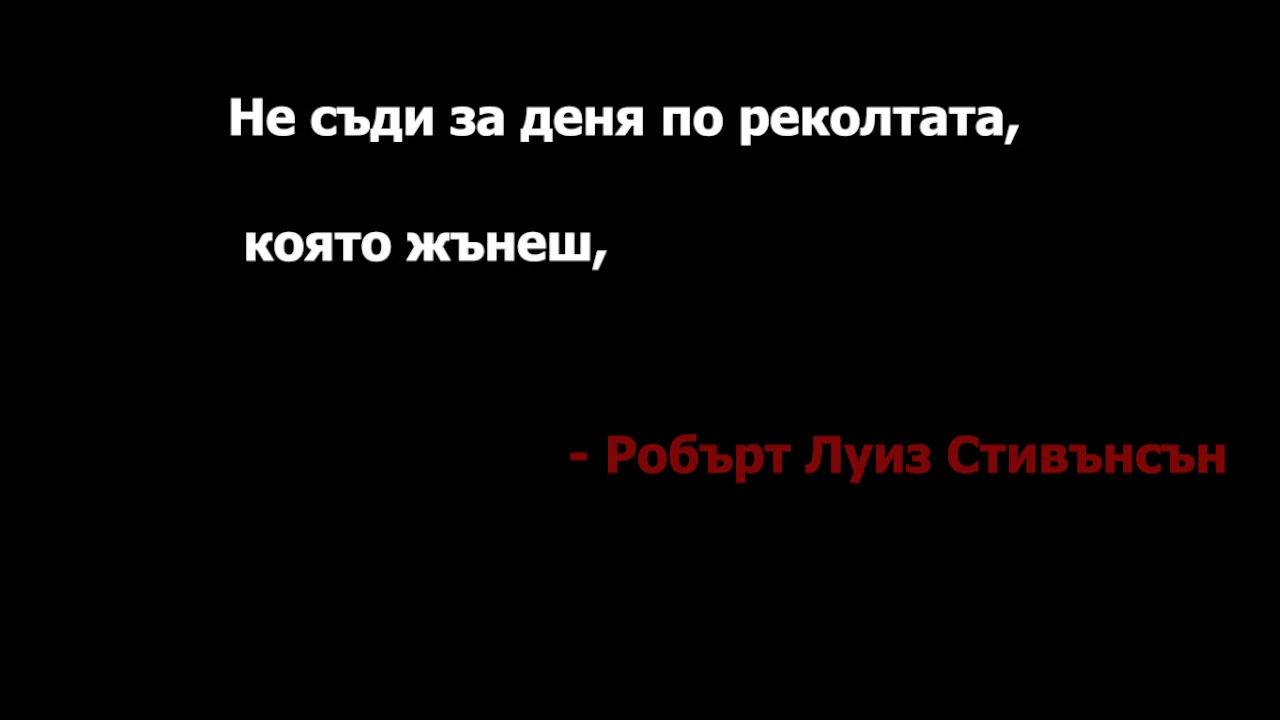 Не съди за деня по реколтата,
която жънеш,
- Робърт Луиз Стивънсън